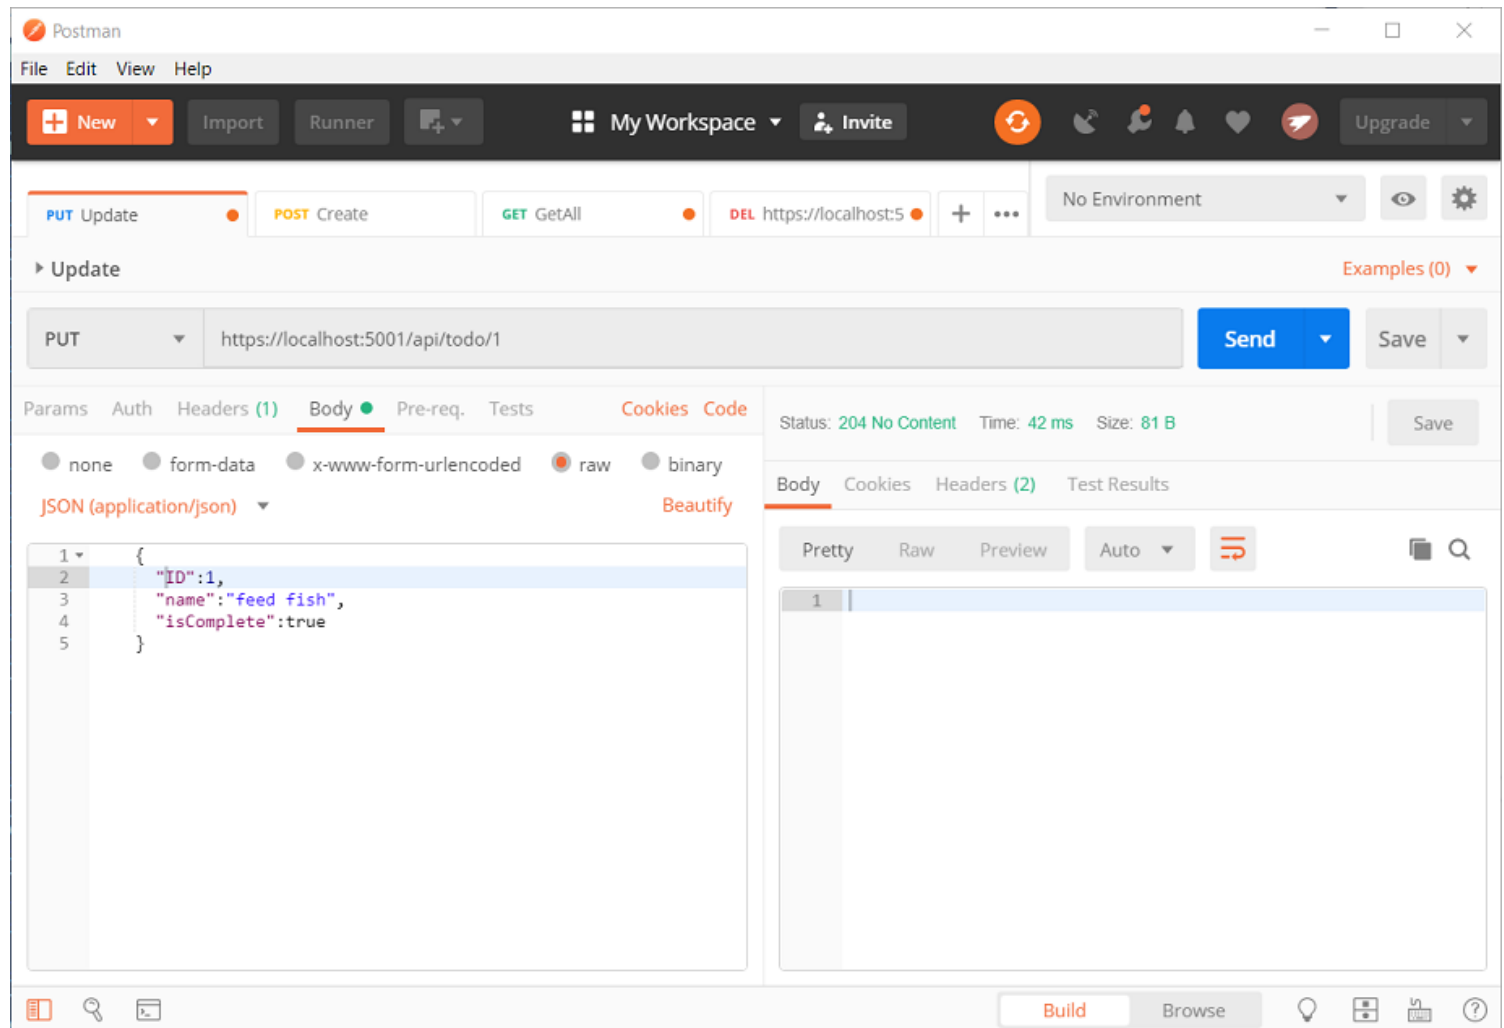 Postman
File Edit View Help
New Import Runner My Workspace Invite Upgrade
PUT Update POST Create GET GetAll DEL https://localhost:5 + ••• No Environment
Update Examples (0)
PUT https://localhost:5001/api/todo/1 Send Save
Params Auth Headers (1) Body Pre-req. Tests Cookies Code
Status: 204 No Content Time: 42 ms Size: 81 B Save
none form-data x-www-form-urlencoded raw binary
Body Cookies Headers (2) Test Results
JSON (application/json) Beautify
Pretty Raw Preview Auto
1 {
2 "ID":1,
3 "name":"feed fish",
4 "isComplete":true
5 }
1
Build Browse